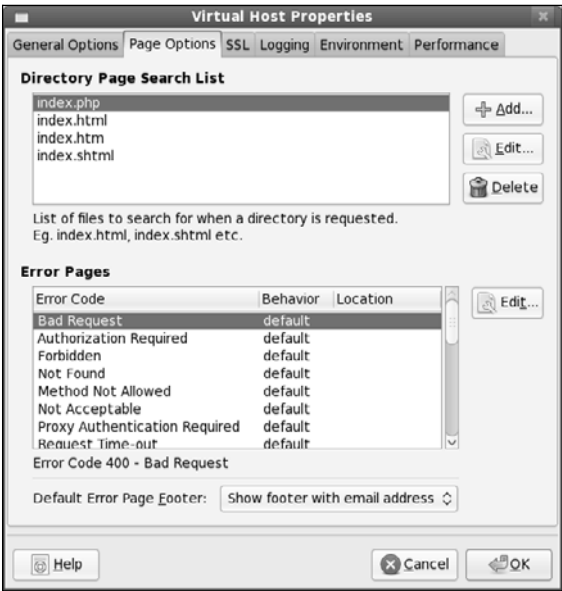 Virtual Host Properties
General Options Page Options SSL Logging Environment Performance
Directory Page Search List
index.php
index.html
index.htm
index.shtml
Add...
Edit...
Delete
List of files to search for when a directory is requested.
Eg. index.html, index.shtml etc.
Error Pages
Error Code Behavior Location
Bad Request default
Authorization Required default
Forbidden default
Not Found default
Method Not Allowed default
Not Acceptable default
Proxy Authentication Required default
Request Time-out default
Edit...
Error Code 400 - Bad Request
Default Error Page Footer: Show footer with email address
Help Cancel OK